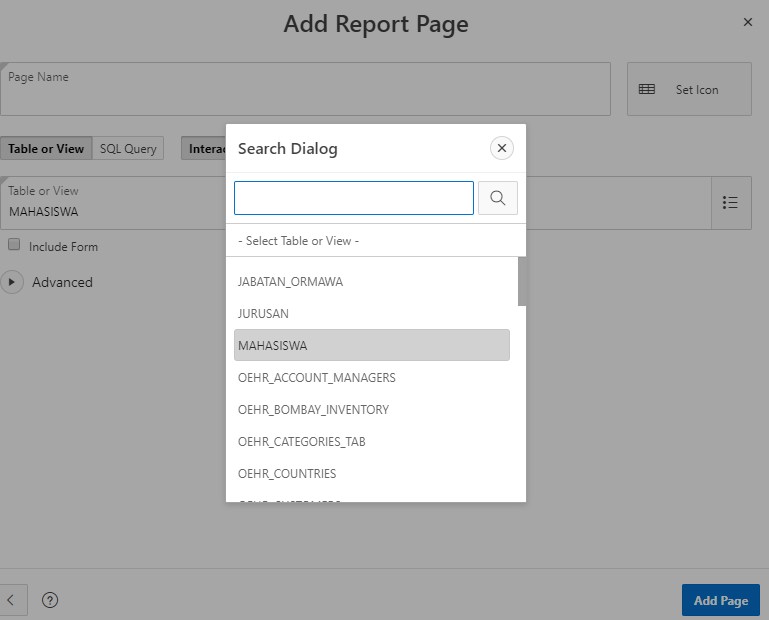 Add Report Page
Page Name
Set Icon
Table or View
SQL Query
Interac
Table or View
MAHASISWA
Include Form
Advanced
Search Dialog
- Select Table or View -
JABATAN_ORMAWA
JURUSAN
MAHASISWA
OEHR_ACCOUNT_MANAGERS
OEHR_BOMBAY_INVENTORY
OEHR_CATEGORIES_TAB
OEHR_COUNTRIES
Add Page